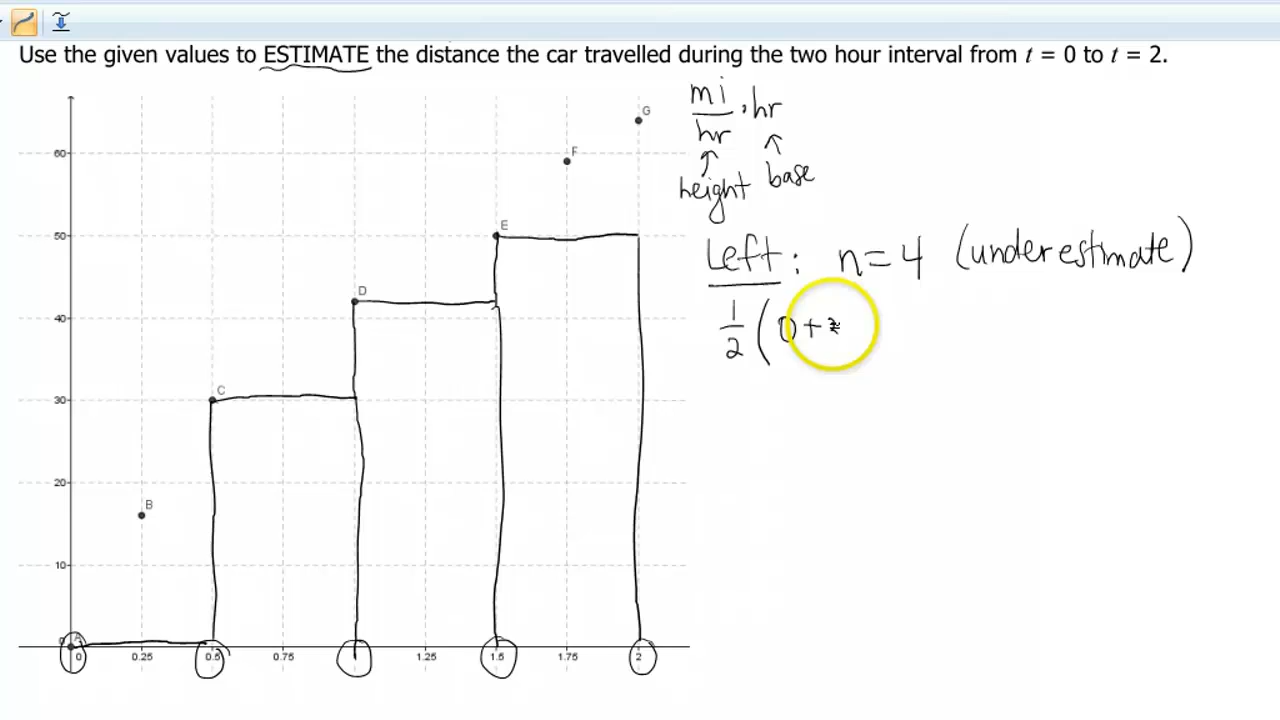 Use the given values to ESTIMATE the distance the car travelled during the two hour interval from t = 0 to t = 2.
mi/hr · hr
height base
Left: n=4 (underestimate)
1/2 (0+
G
F
60
E
50
D
40
C
30
20
B
10
A
0 0.25 0.5 0.75 1 1.25 1.5 1.75 2